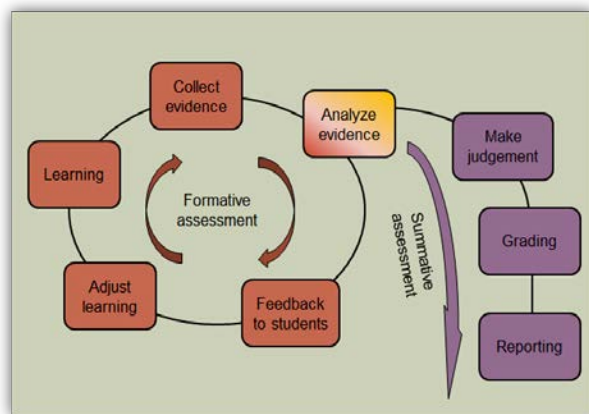 Collect
evidence
Analyze
evidence
Make
judgement
Learning
Formative
assessment
Summative
assessment
Grading
Adjust
learning
Feedback
to students
Reporting